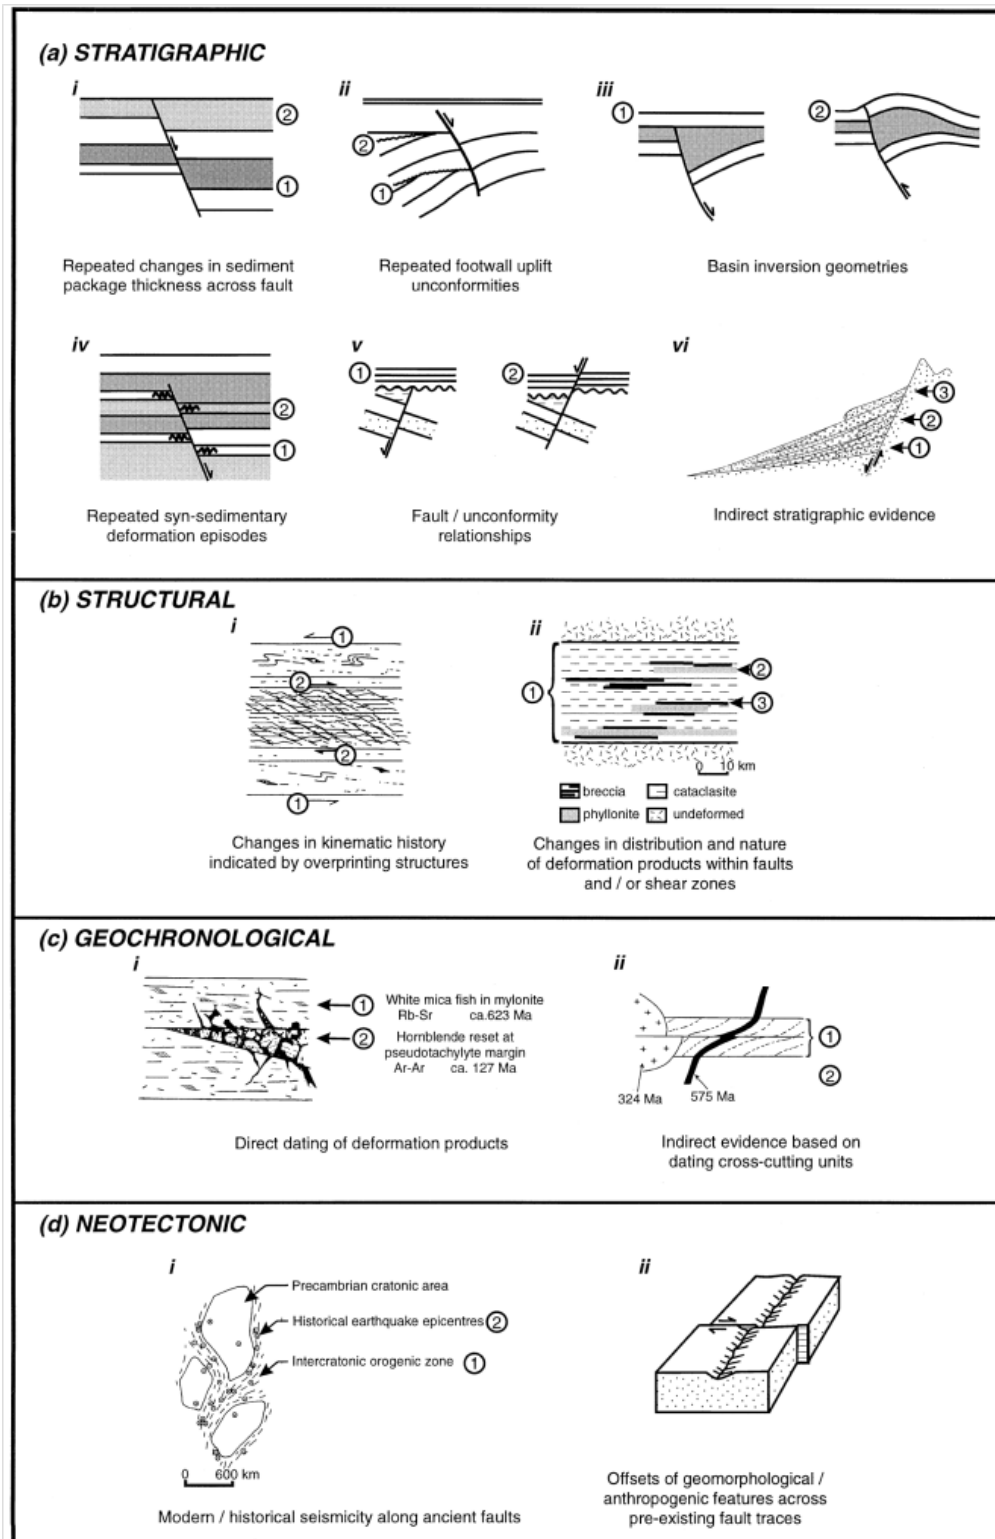 (a) STRATIGRAPHIC
i
ii
iii
1
2
2
2
1
1
Repeated changes in sediment
package thickness across fault
Repeated footwall uplift
unconformities
Basin inversion geometries
iv
v
vi
1
2
3
2
2
1
1
Repeated syn-sedimentary
deformation episodes
Fault / unconformity
relationships
Indirect stratigraphic evidence
(b) STRUCTURAL
i
ii
1
2
2
1
1
2
3
0 10 km
breccia
cataclasite
phyllonite
undeformed
Changes in kinematic history
indicated by overprinting structures
Changes in distribution and nature
of deformation products within faults
and / or shear zones
(c) GEOCHRONOLOGICAL
i
ii
1 White mica fish in mylonite
Rb-Sr ca.623 Ma
2 Hornblende reset at
pseudotachylyte margin
Ar-Ar ca. 127 Ma
1
2
324 Ma
575 Ma
Direct dating of deformation products
Indirect evidence based on
dating cross-cutting units
(d) NEOTECTONIC
i
ii
Precambrian cratonic area
Historical earthquake epicentres 2
Intercratonic orogenic zone 1
0 600 km
Modern / historical seismicity along ancient faults
Offsets of geomorphological /
anthropogenic features across
pre-existing fault traces